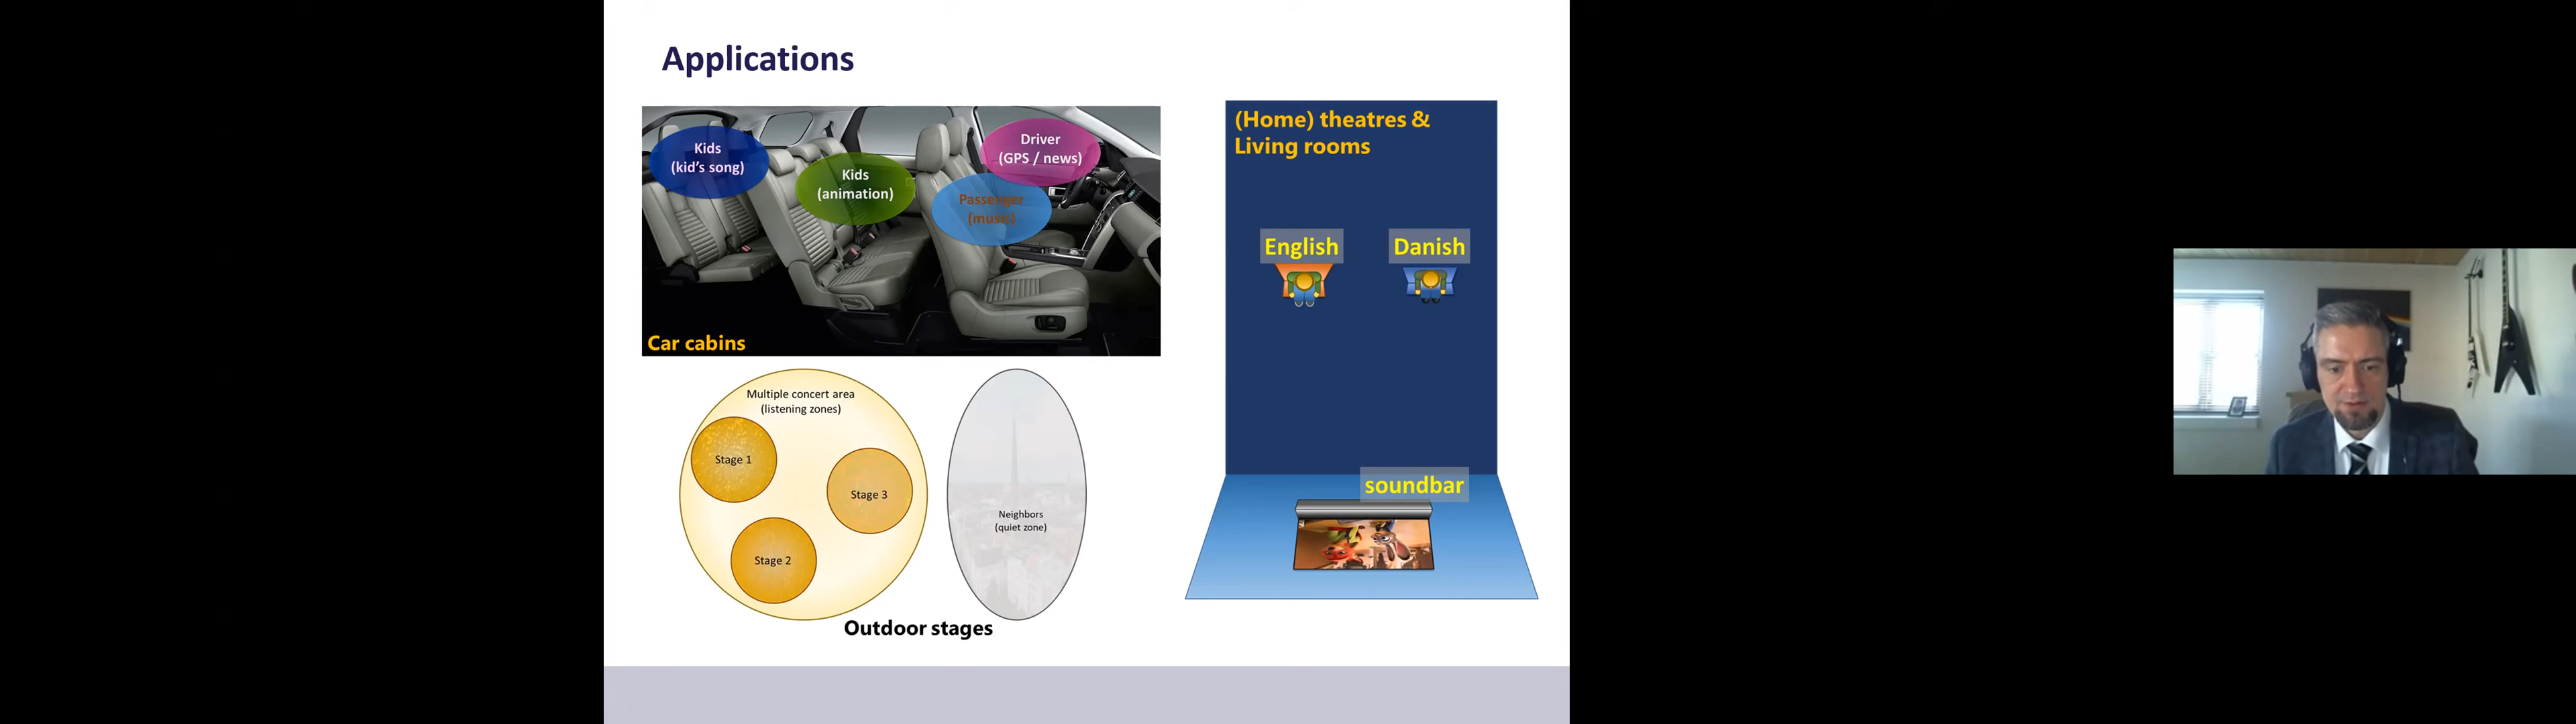 Applications
Kids
(kid's song)
Kids
(animation)
Driver
(GPS / news)
Passenger
(music)
Car cabins
(Home) theatres &
Living rooms
English
Danish
soundbar
Multiple concert area
(listening zones)
Stage 1
Stage 3
Stage 2
Neighbors
(quiet zone)
Outdoor stages